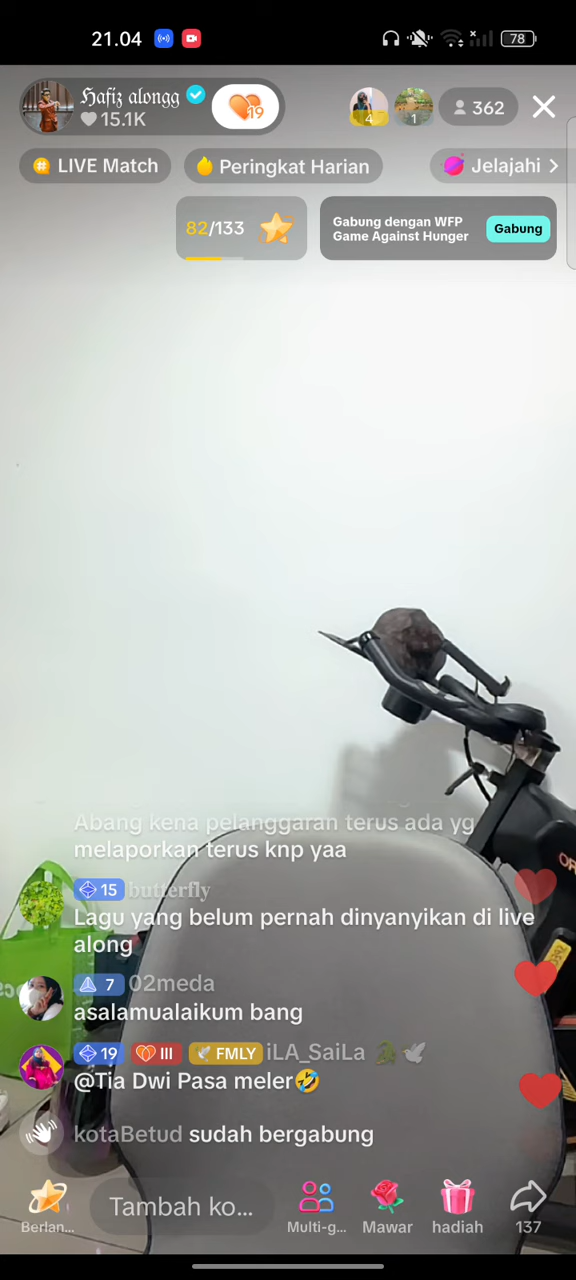 21.04
78
Hafiz alongg
15.1K
19
4
1
362
LIVE Match
Peringkat Harian
Jelajahi
82/133
Gabung dengan WFP
Game Against Hunger
Gabung
Abang kena pelanggaran terus ada yg
melaporkan terus knp yaa
15 butterfly
Lagu yang belum pernah dinyanyikan di live
along
7 02meda
asalamualaikum bang
19 III FMLY iLA_SaiLa
@Tia Dwi Pasa meler🤣
kotaBetud sudah bergabung
Berlan...
Tambah ko...
Multi-g...
Mawar
hadiah
137